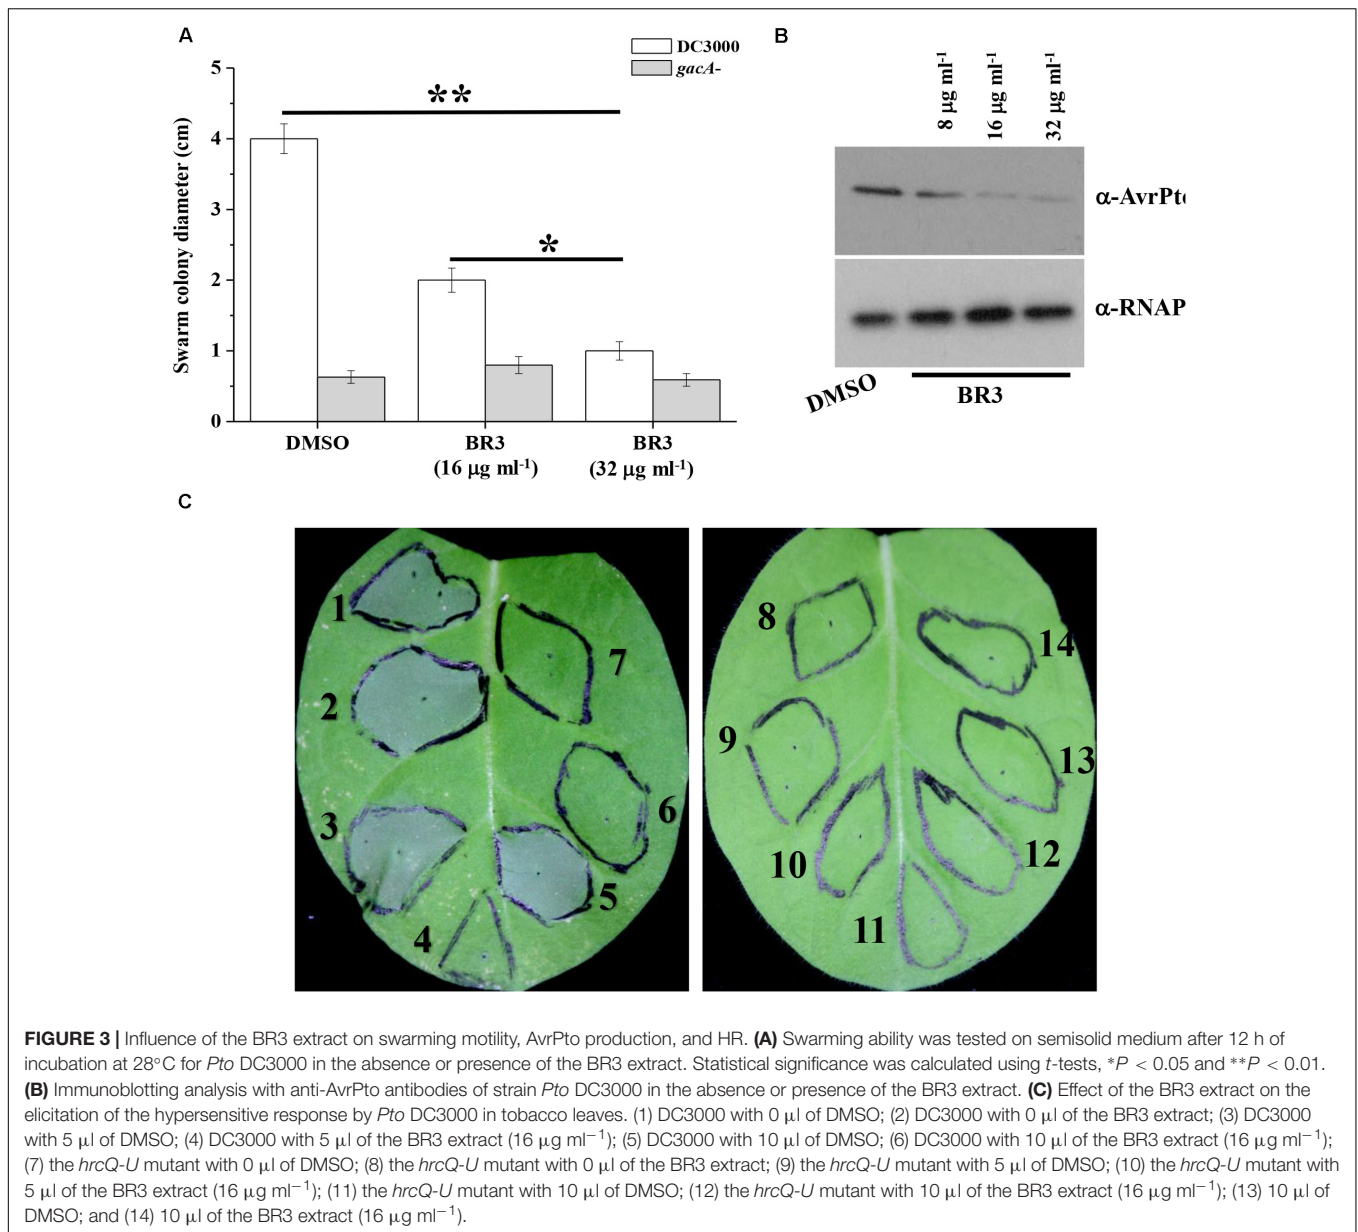 A
DC3000
gacA-
5
4
3
2
1
0
Swarm colony diameter (cm)
**
*
DMSO
BR3
(16 μg ml-1)
BR3
(32 μg ml-1)
B
8 μg ml-1
16 μg ml-1
32 μg ml-1
α-AvrPt
α-RNAP
DMSO
BR3
C
1
2
3
4
5
6
7
8
9
10
11
12
13
14
FIGURE 3 | Influence of the BR3 extract on swarming motility, AvrPto production, and HR. (A) Swarming ability was tested on semisolid medium after 12 h of
incubation at 28°C for Pto DC3000 in the absence or presence of the BR3 extract. Statistical significance was calculated using t-tests, *P < 0.05 and **P < 0.01.
(B) Immunoblotting analysis with anti-AvrPto antibodies of strain Pto DC3000 in the absence or presence of the BR3 extract. (C) Effect of the BR3 extract on the
elicitation of the hypersensitive response by Pto DC3000 in tobacco leaves. (1) DC3000 with 0 μl of DMSO; (2) DC3000 with 0 μl of the BR3 extract; (3) DC3000
with 5 μl of DMSO; (4) DC3000 with 5 μl of the BR3 extract (16 μg ml−1); (5) DC3000 with 10 μl of DMSO; (6) DC3000 with 10 μl of the BR3 extract (16 μg ml−1);
(7) the hrcQ-U mutant with 0 μl of DMSO; (8) the hrcQ-U mutant with 0 μl of the BR3 extract; (9) the hrcQ-U mutant with 5 μl of DMSO; (10) the hrcQ-U mutant with
5 μl of the BR3 extract (16 μg ml−1); (11) the hrcQ-U mutant with 10 μl of DMSO; (12) the hrcQ-U mutant with 10 μl of the BR3 extract (16 μg ml−1); (13) 10 μl of
DMSO; and (14) 10 μl of the BR3 extract (16 μg ml−1).